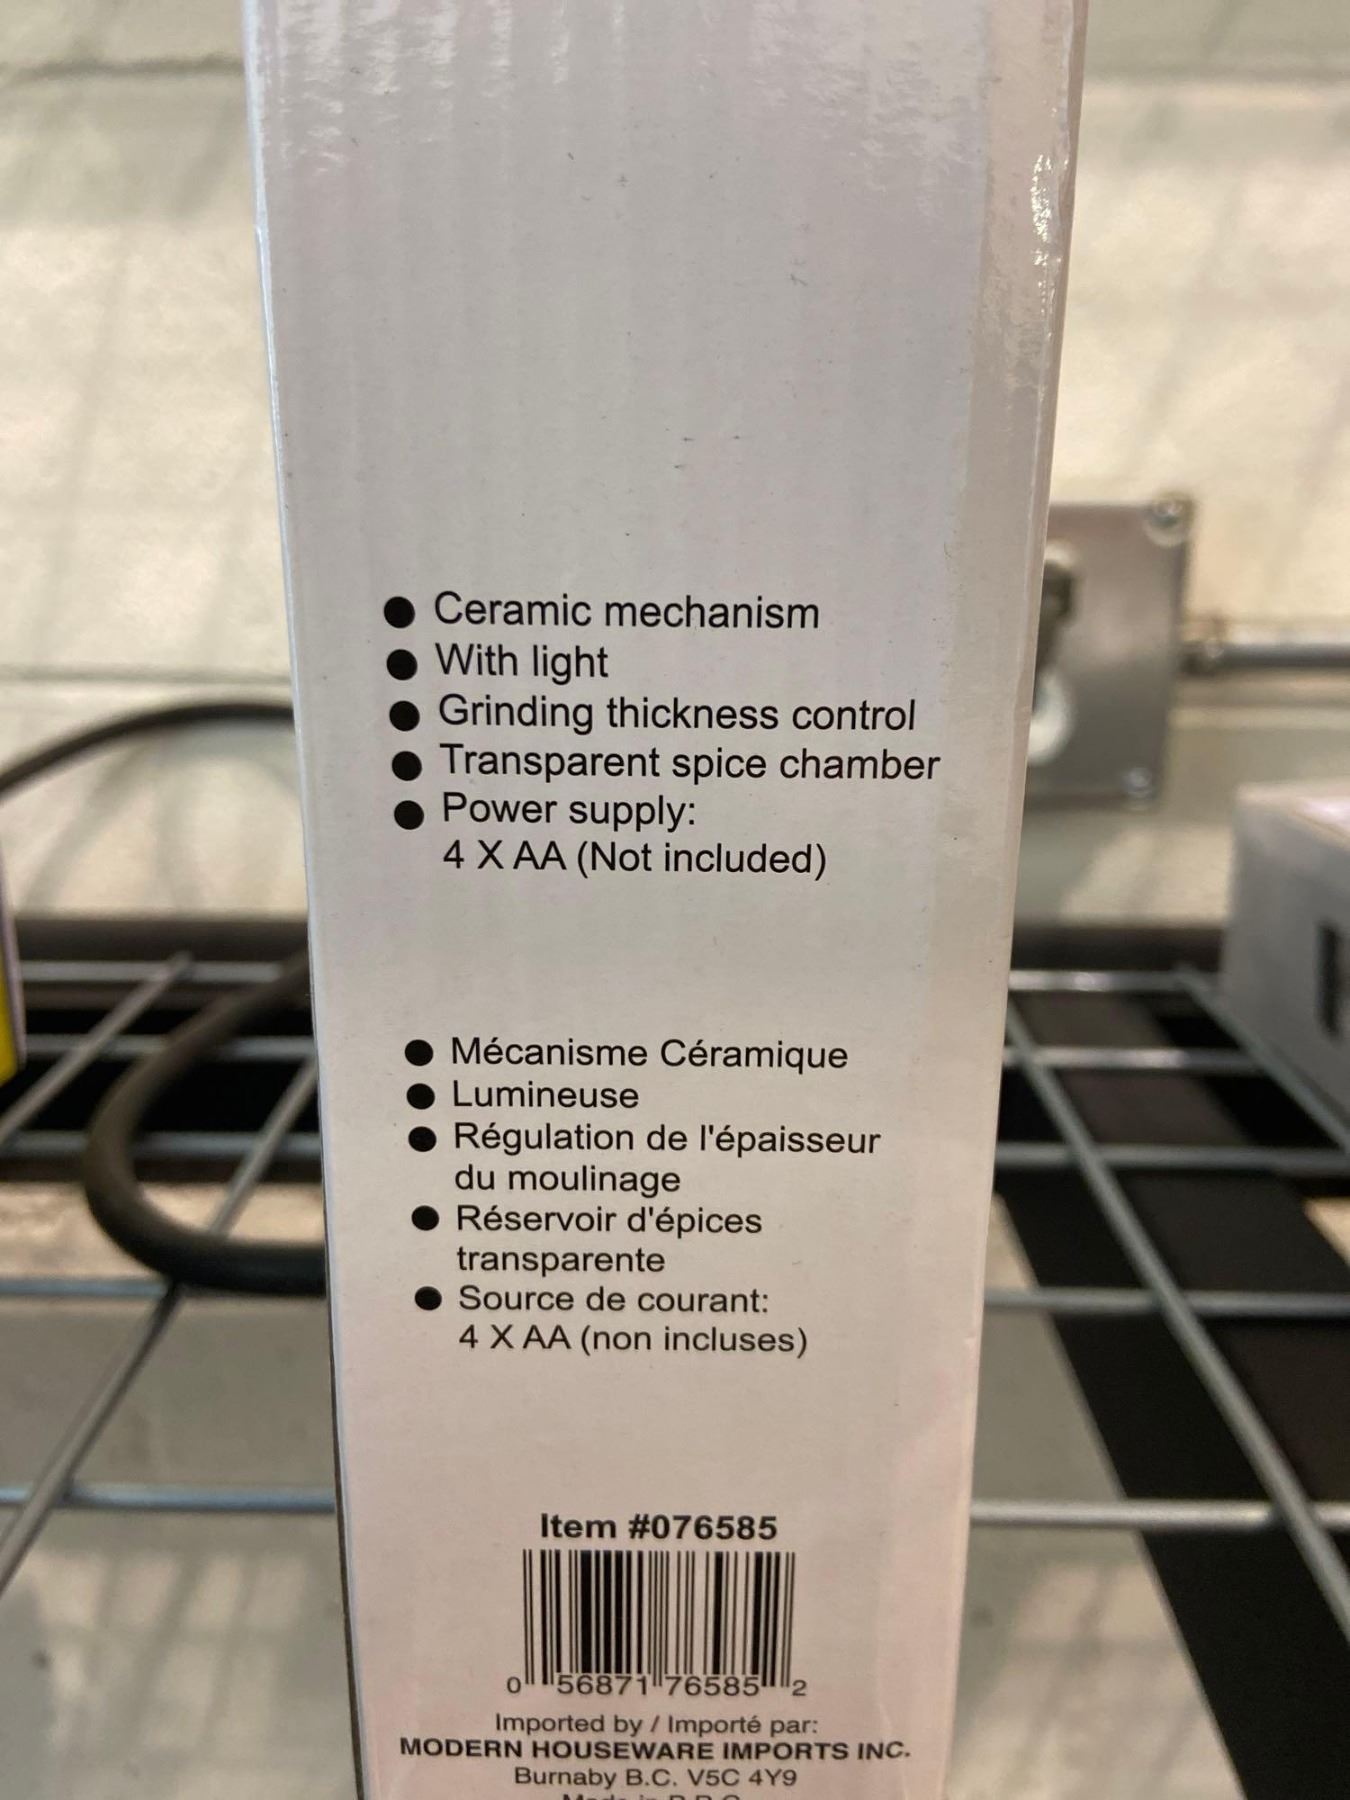 ● Ceramic mechanism
● With light
● Grinding thickness control
● Transparent spice chamber
● Power supply:
4 X AA (Not included)
● Mécanisme Céramique
● Lumineuse
● Régulation de l'épaisseur
du moulinage
● Réservoir d'épices
transparente
● Source de courant:
4 X AA (non incluses)
Item #076585
0 56871 76585 2
Imported by / Importé par:
MODERN HOUSEWARE IMPORTS INC.
Burnaby B.C. V5C 4Y9